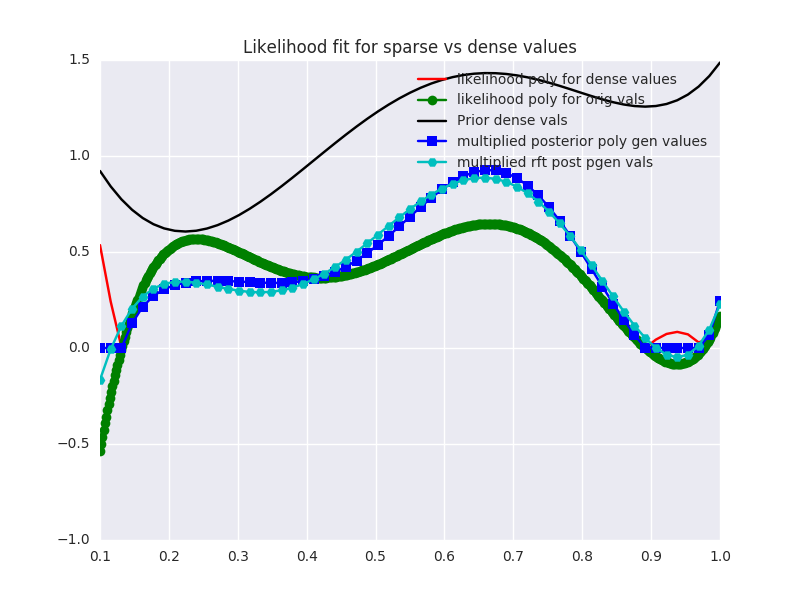 Likelihood fit for sparse vs dense values
1.5
1.0
0.5
0.0
−0.5
−1.0
likelihood poly for dense values
likelihood poly for orig vals
Prior dense vals
multiplied posterior poly gen values
multiplied rft post pgen vals
0.1 0.2 0.3 0.4 0.5 0.6 0.7 0.8 0.9 1.0